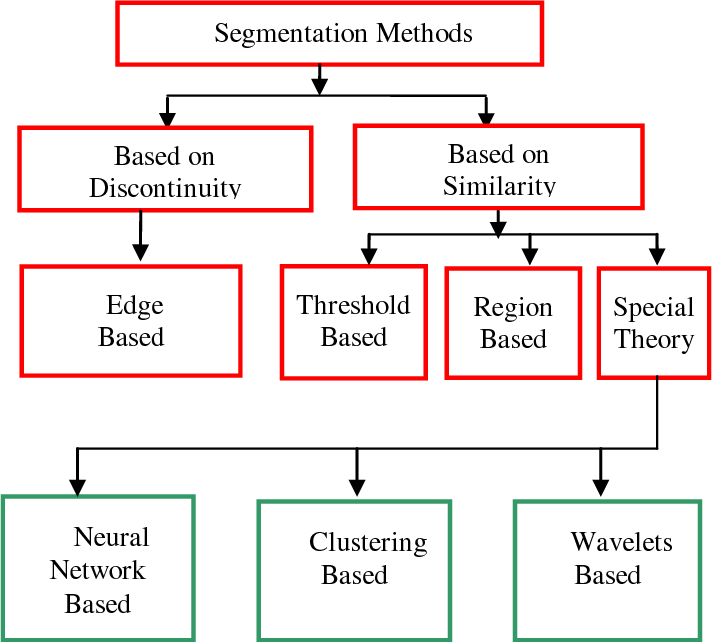 Segmentation Methods
Based on
Discontinuity
Based on
Similarity
Edge
Based
Threshold
Based
Region
Based
Special
Theory
Neural
Network
Based
Clustering
Based
Wavelets
Based